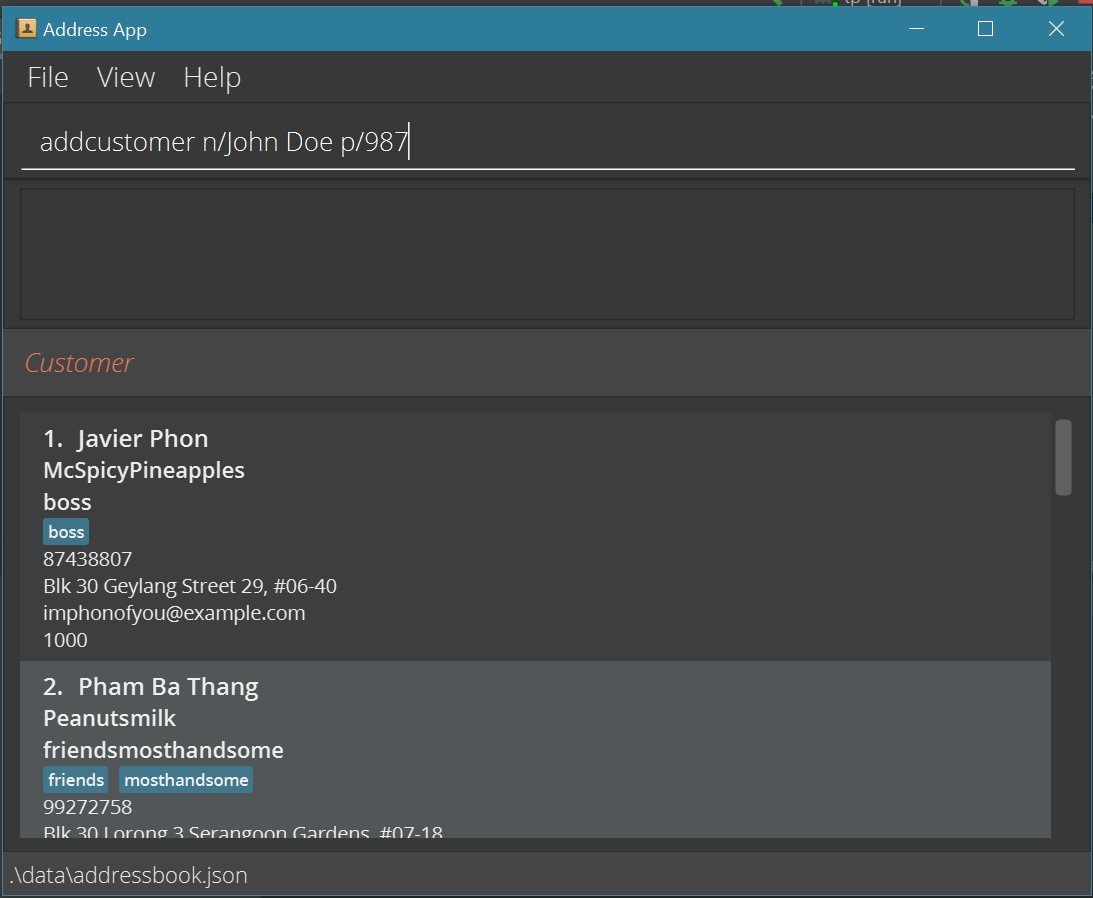 Address App
File View Help
addcustomer n/John Doe p/987
Customer
1. Javier Phon
McSpicyPineapples
boss
boss
87438807
Blk 30 Geylang Street 29, #06-40
imphonofyou@example.com
1000
2. Pham Ba Thang
Peanutsmilk
friendsmosthandsome
friends mosthandsome
99272758
Blk 30 Lorong 3 Serangoon Gardens, #07-18
.\data\addressbook.json